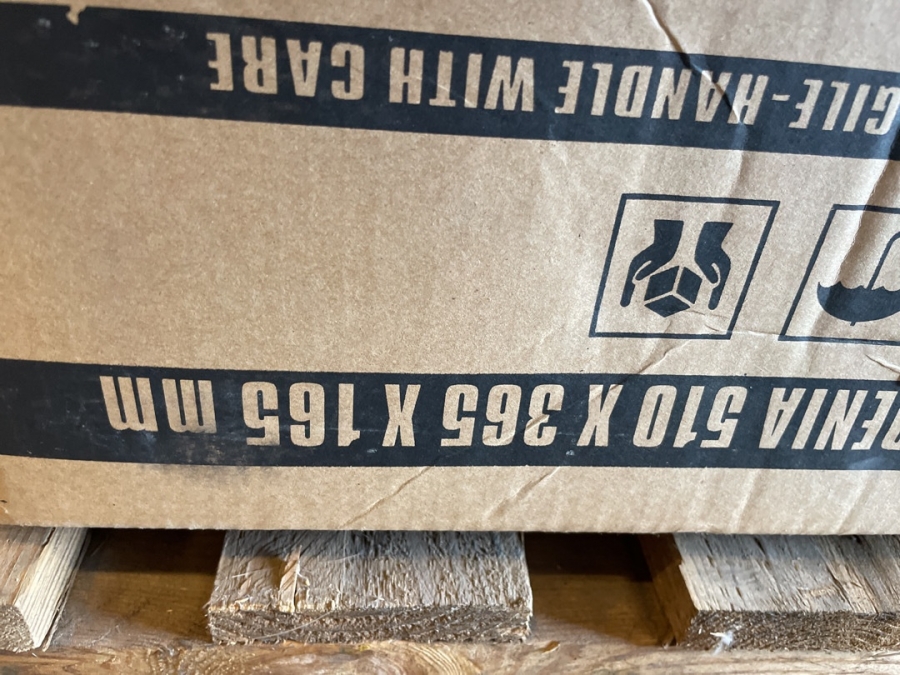 ENIA 510 X 365 X 165 mm
GILE-HANDLE WITH CARE